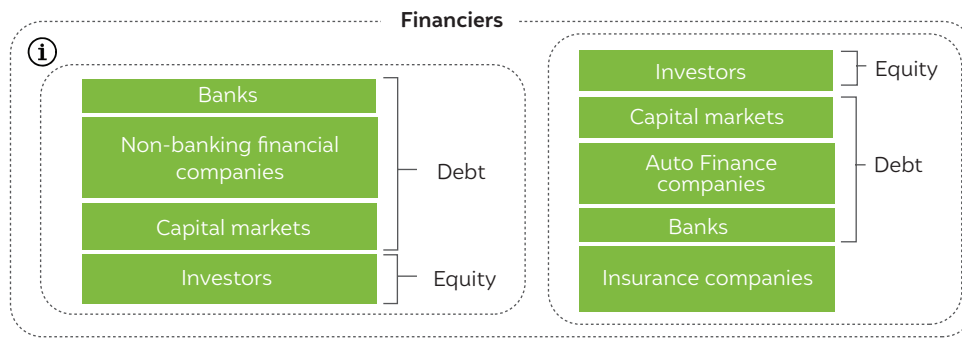 Financiers
i
Banks
Non-banking financial
companies
Capital markets
Investors
Debt
Equity
Investors
Capital markets
Auto Finance
companies
Banks
Insurance companies
Equity
Debt